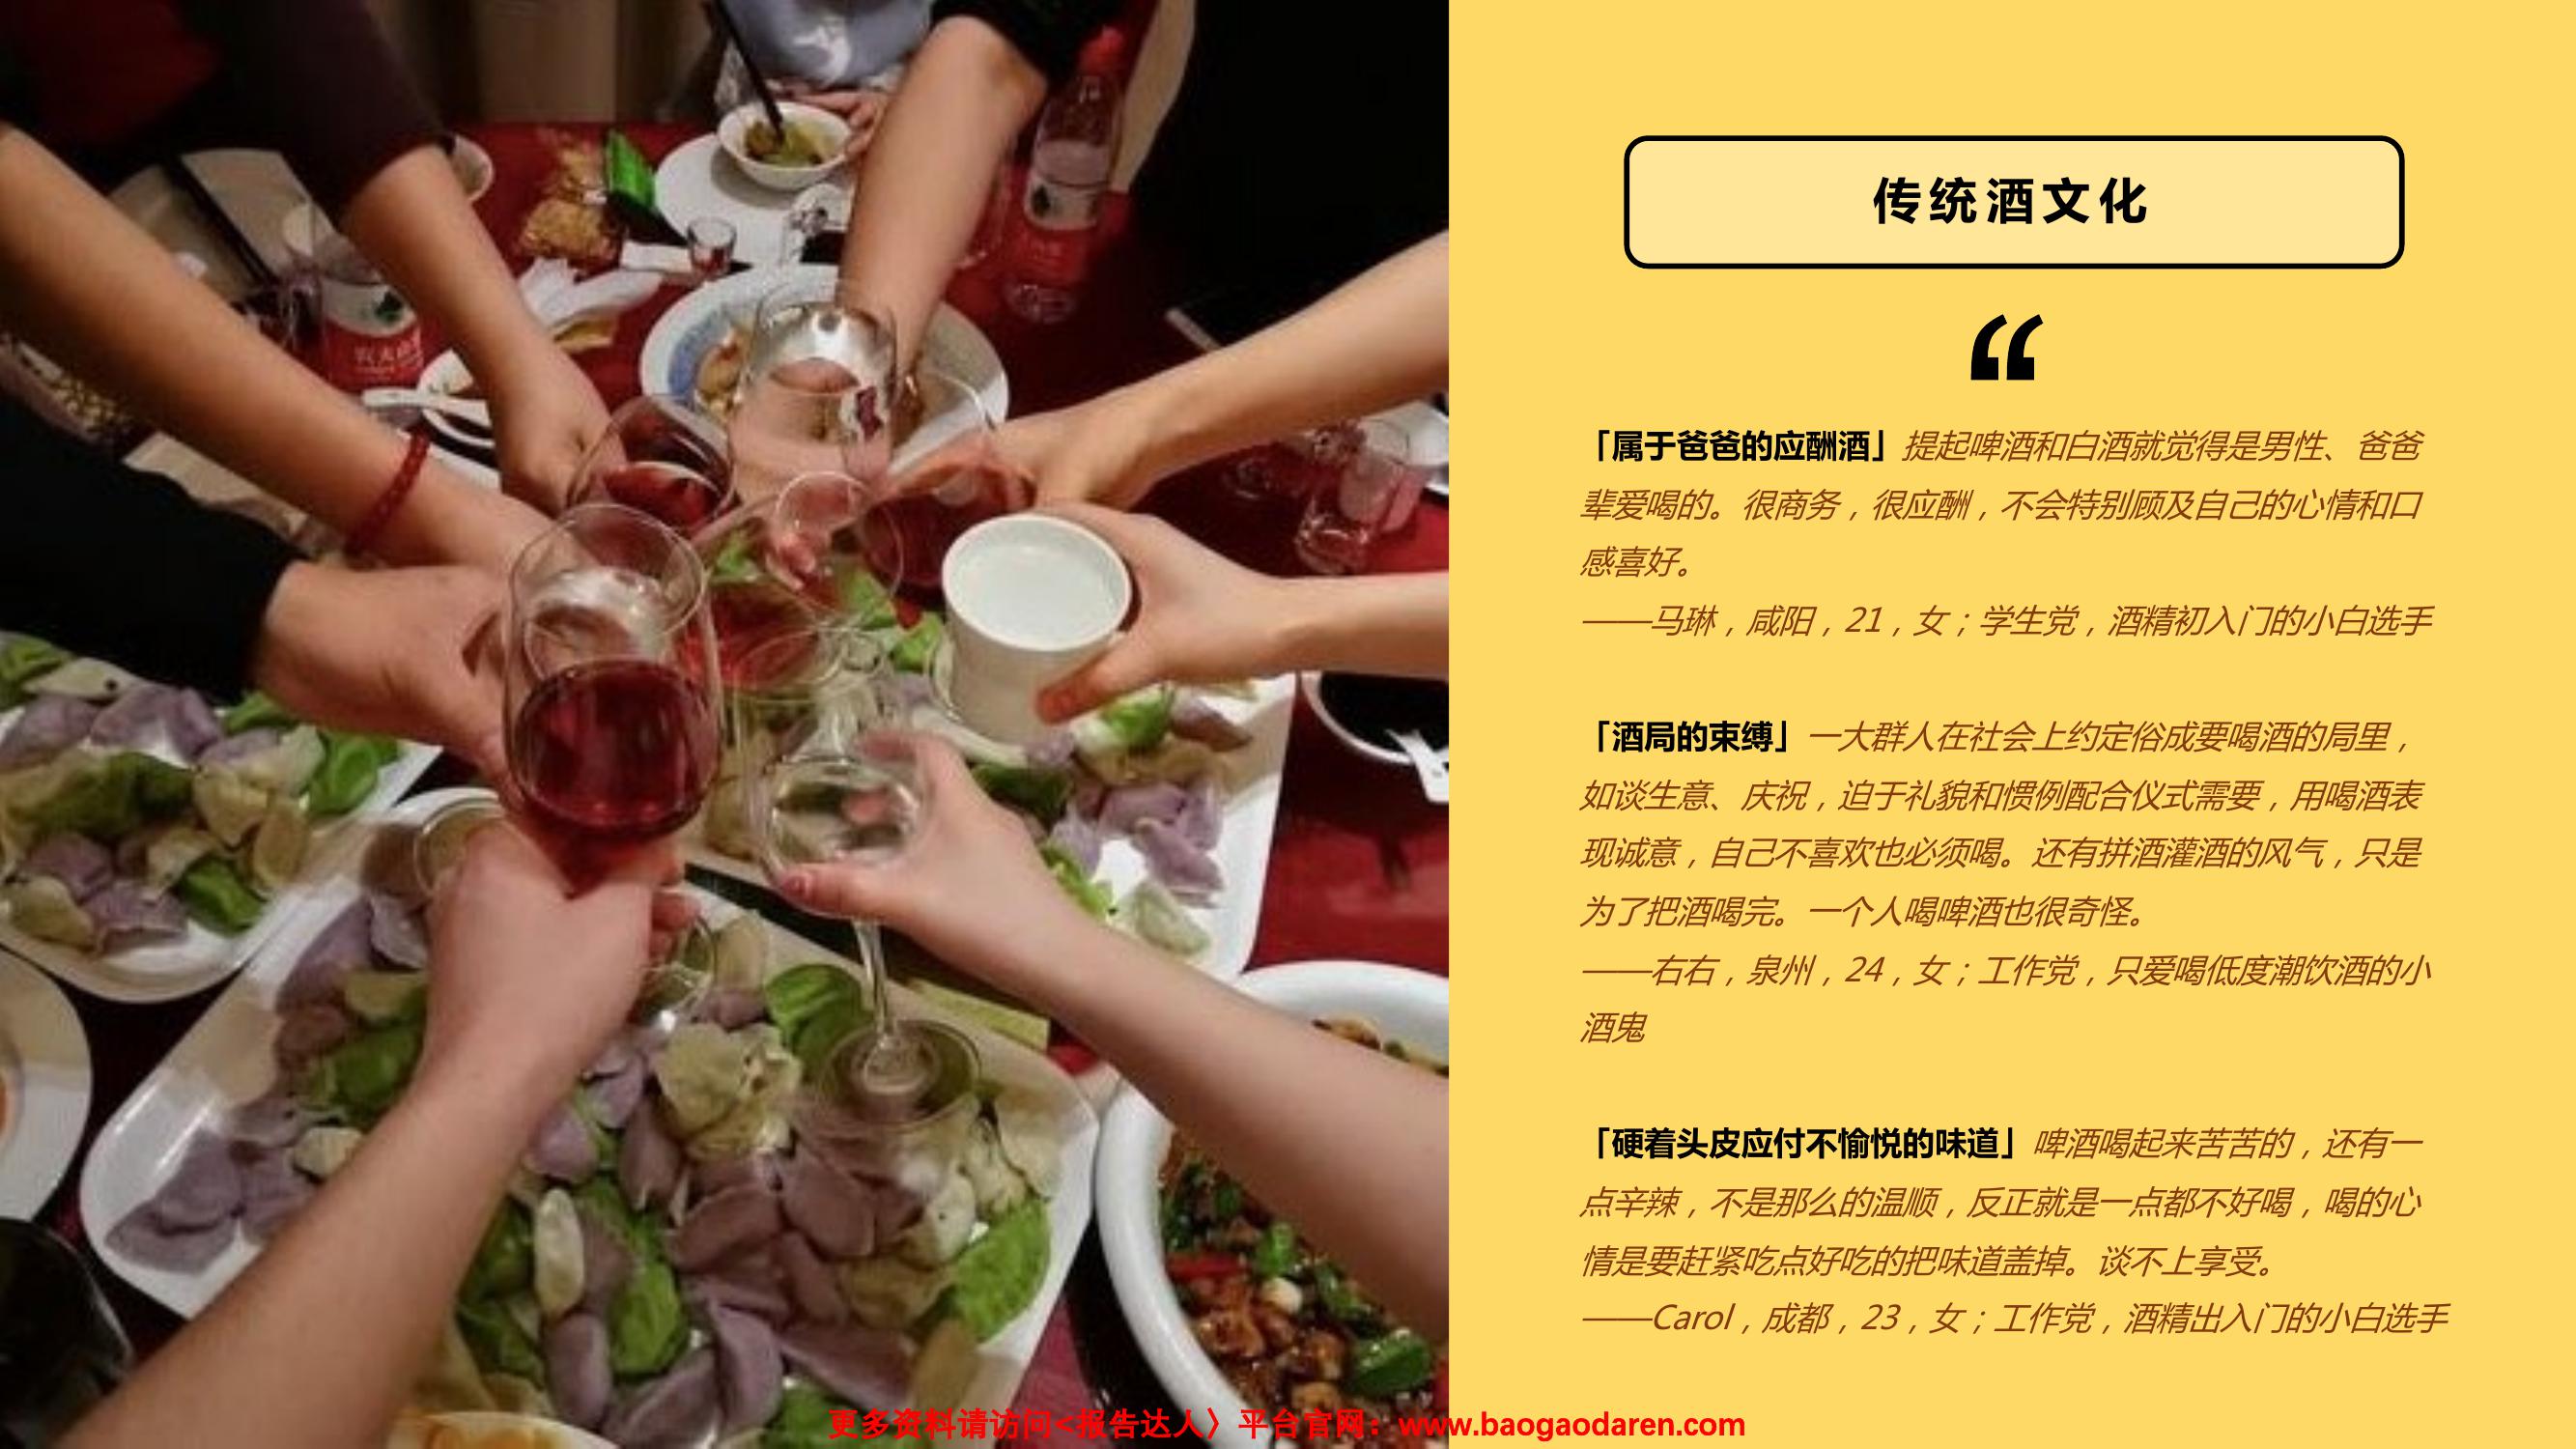 传统酒文化
“
「属于爸爸的应酬酒」提起啤酒和白酒就觉得是男性、爸爸
辈爱喝的。很商务，很应酬，不会特别顾及自己的心情和口
感喜好。
——马琳，咸阳，21，女；学生党，酒精初入门的小白选手
「酒局的束缚」一大群人在社会上约定俗成要喝酒的局里，
如谈生意、庆祝，迫于礼貌和惯例配合仪式需要，用喝酒表
现诚意，自己不喜欢也必须喝。还有拼酒灌酒的风气，只是
为了把酒喝完。一个人喝啤酒也很奇怪。
——右右，泉州，24，女；工作党，只爱喝低度潮饮酒的小
酒鬼
「硬着头皮应付不愉悦的味道」啤酒喝起来苦苦的，还有一
点辛辣，不是那么的温顺，反正就是一点都不好喝，喝的心
情是要赶紧吃点好吃的把味道盖掉。谈不上享受。
——Carol，成都，23，女；工作党，酒精出入门的小白选手
更多资料请访问<报告达人〉平台官网：www.baogaodaren.com